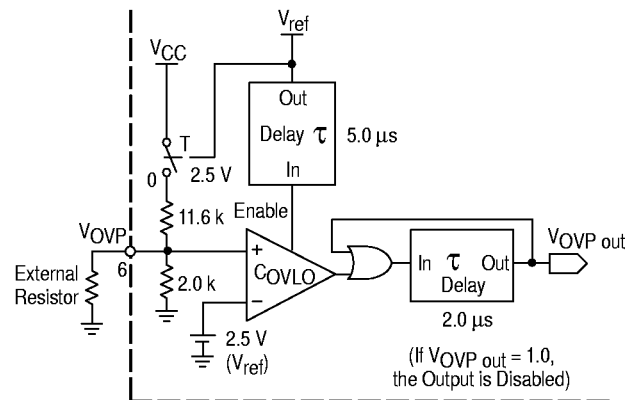 Vref
VCC
Out
Delay τ
5.0 µs
In
T
0
2.5 V
Enable
11.6 k
VOVP
6
External
Resistor
2.0 k
+
COVLO
−
2.5 V
(Vref)
In τ Out
Delay
2.0 µs
VOVP out
(If VOVP out = 1.0,
the Output is Disabled)